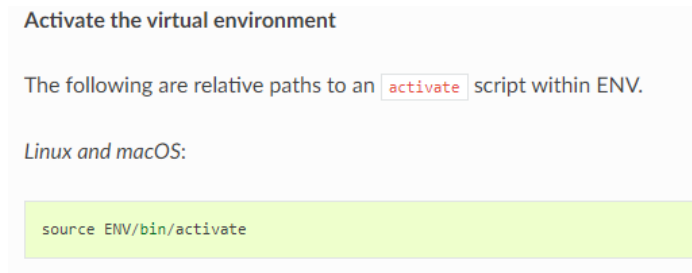 Activate the virtual environment
The following are relative paths to an activate script within ENV.
Linux and macOS:
source ENV/bin/activate